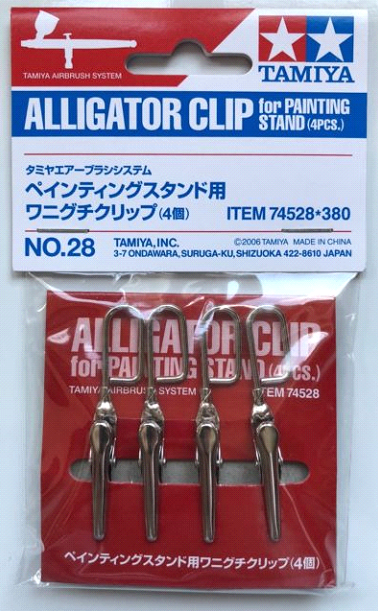 TAMIYA AIRBRUSH SYSTEM
TAMIYA
ALLIGATOR CLIP for PAINTING STAND (4PCS.)
タミヤエアーブラシシステム
ペインティングスタンド用
ワニグチクリップ(4個)
ITEM 74528*380
NO.28
TAMIYA, INC.
©2006 TAMIYA MADE IN CHINA
3-7 ONDAWARA, SURUGA-KU, SHIZUOKA 422-8610 JAPAN
ALLIGATOR CLIP
for PAINTING STAND (4PCS.)
TAMIYA AIRBRUSH SYSTEM
ITEM 74528
ペインティングスタンド用ワニグチクリップ(4個)